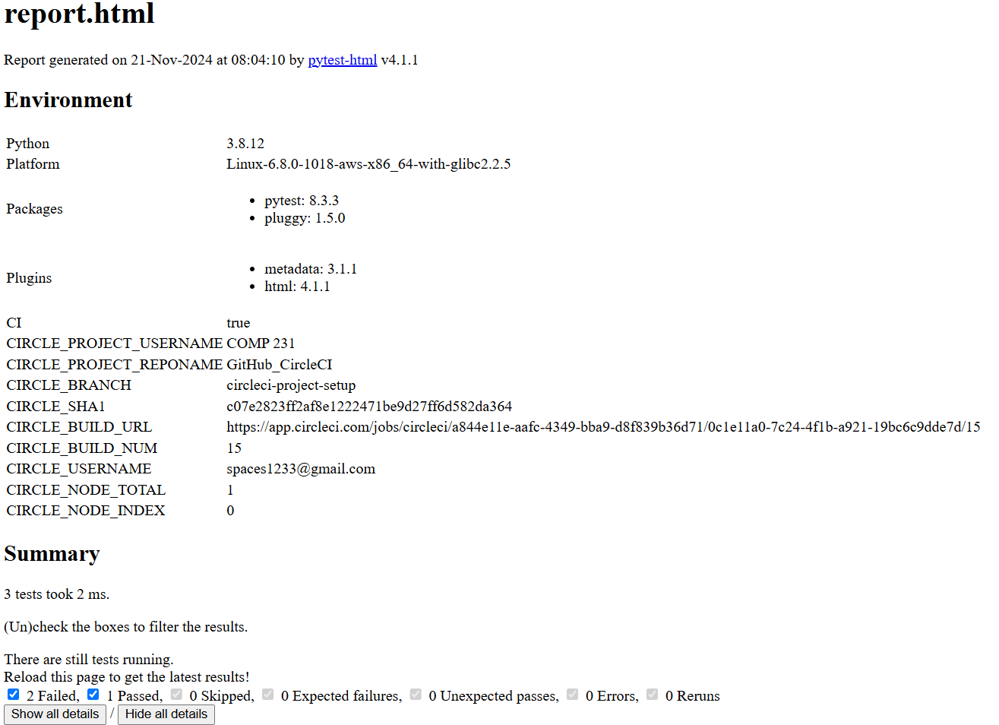 report.html
Report generated on 21-Nov-2024 at 08:04:10 by pytest-html v4.1.1
Environment
Python 3.8.12
Platform Linux-6.8.0-1018-aws-x86_64-with-glibc2.2.5
Packages
• pytest: 8.3.3
• pluggy: 1.5.0
Plugins
• metadata: 3.1.1
• html: 4.1.1
CI true
CIRCLE_PROJECT_USERNAME COMP 231
CIRCLE_PROJECT_REPONAME GitHub_CircleCI
CIRCLE_BRANCH circleci-project-setup
CIRCLE_SHA1 c07e2823ff2af8e1222471be9d27ff6d582da364
CIRCLE_BUILD_URL https://app.circleci.com/jobs/circleci/a844e11e-aafc-4349-bba9-d8f839b36d71/0c1e11a0-7c24-4f1b-a921-19bc6c9dde7d/15
CIRCLE_BUILD_NUM 15
CIRCLE_USERNAME spaces1233@gmail.com
CIRCLE_NODE_TOTAL 1
CIRCLE_NODE_INDEX 0
Summary
3 tests took 2 ms.
(Un)check the boxes to filter the results.
There are still tests running.
Reload this page to get the latest results!
2 Failed, 1 Passed, 0 Skipped, 0 Expected failures, 0 Unexpected passes, 0 Errors, 0 Reruns
Show all details / Hide all details